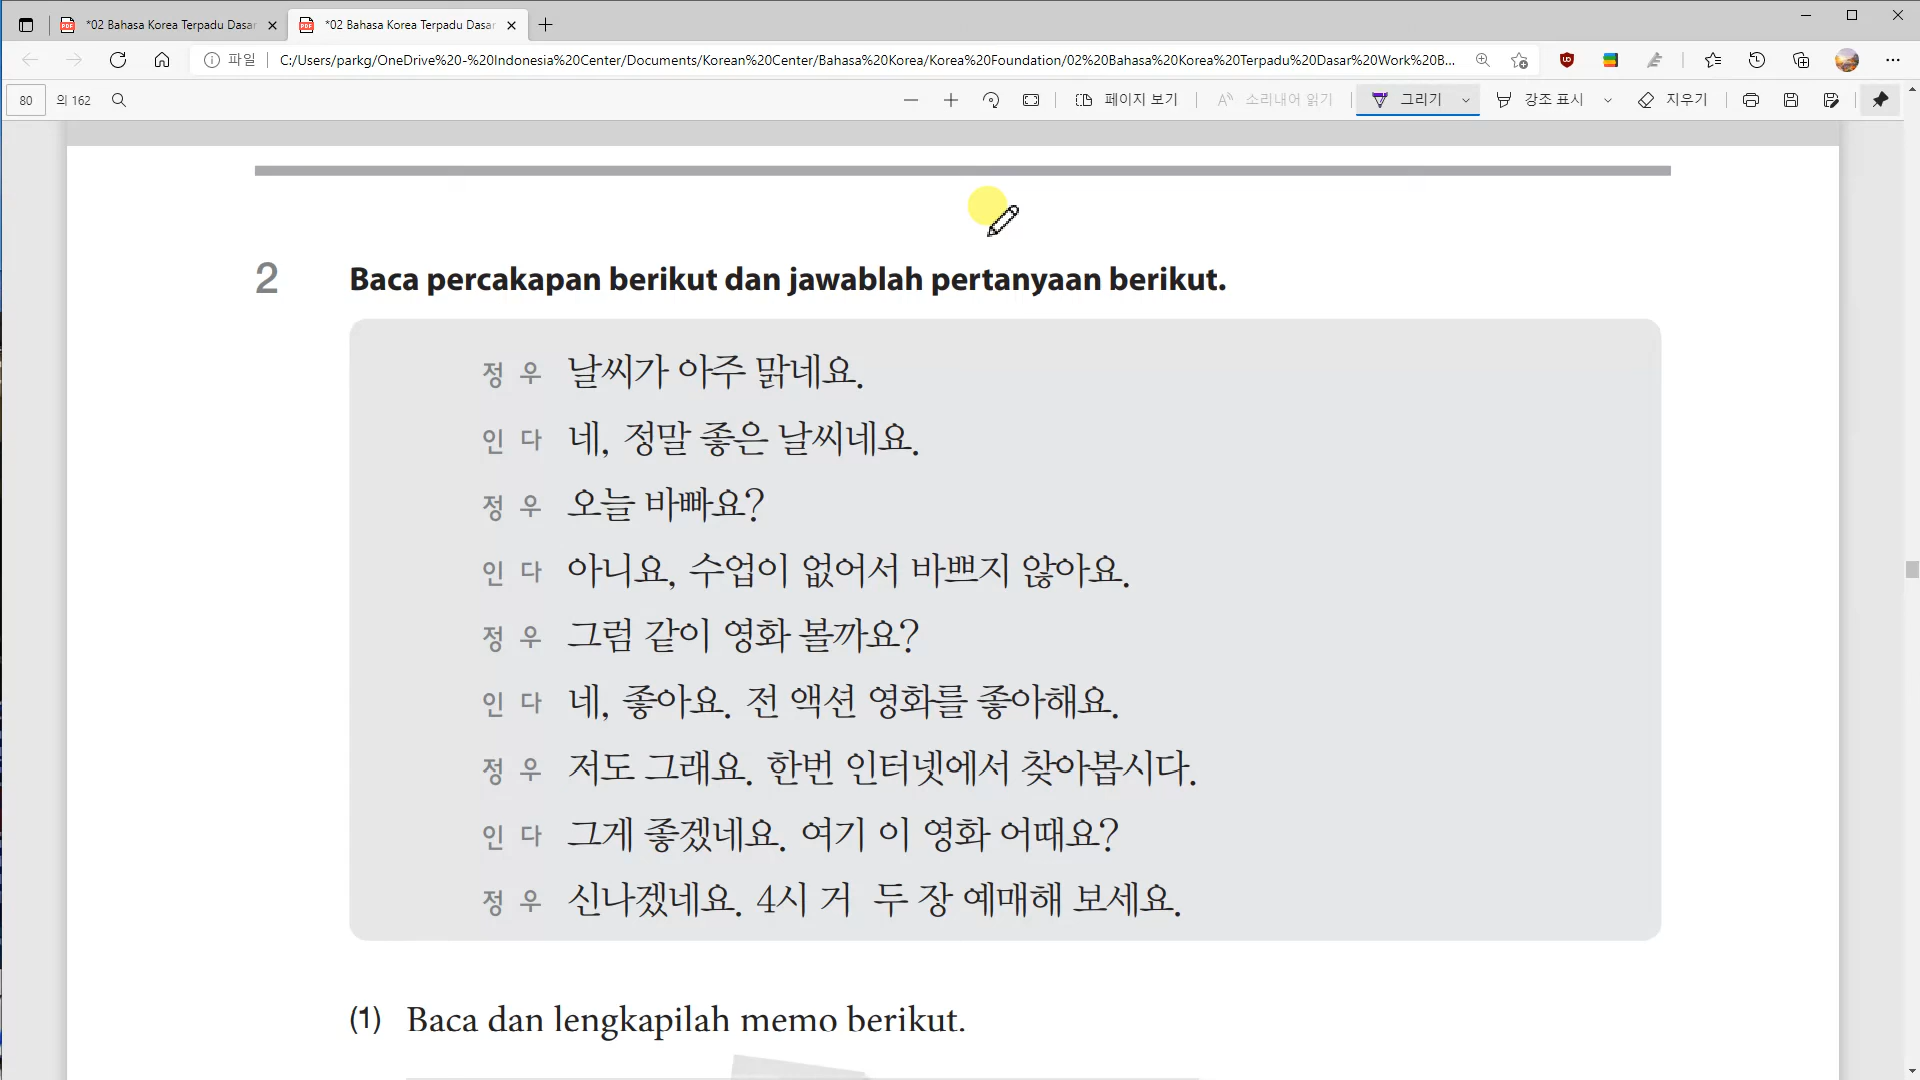 *02 Bahasa Korea Terpadu Dasar
*02 Bahasa Korea Terpadu Dasar
파일
C:/Users/parkg/OneDrive%20-%20Indonesia%20Center/Documents/Korean%20Center/Bahasa%20Korea/Korea%20Foundation/02%20Bahasa%20Korea%20Terpadu%20Dasar%20Work%20B...
80 의 162
페이지 보기
소리내어 읽기
그리기
강조 표시
지우기
2 Baca percakapan berikut dan jawablah pertanyaan berikut.
정 우 날씨가 아주 맑네요.
인 다 네, 정말 좋은 날씨네요.
정 우 오늘 바빠요?
인 다 아니요, 수업이 없어서 바쁘지 않아요.
정 우 그럼 같이 영화 볼까요?
인 다 네, 좋아요. 전 액션 영화를 좋아해요.
정 우 저도 그래요. 한번 인터넷에서 찾아봅시다.
인 다 그게 좋겠네요. 여기 이 영화 어때요?
정 우 신나겠네요. 4시 거 두 장 예매해 보세요.
(1) Baca dan lengkapilah memo berikut.